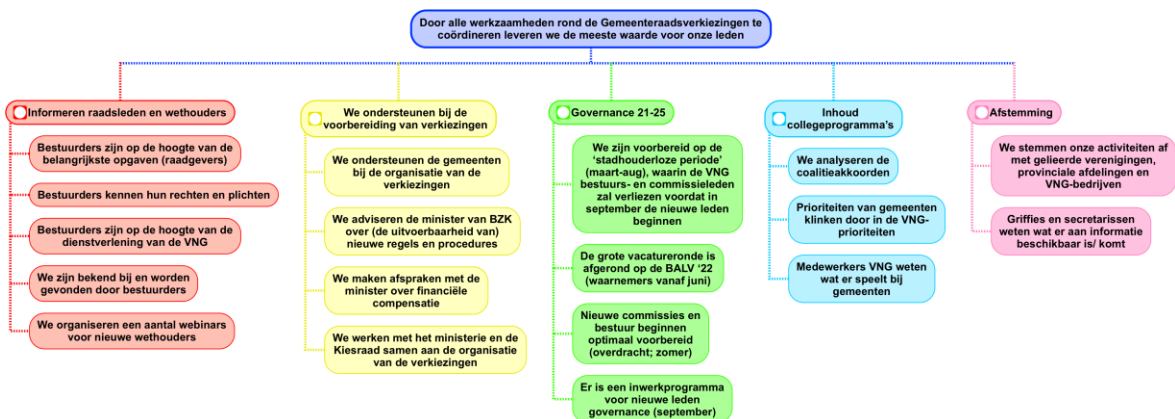 Door alle werkzaamheden rond de Gemeenteraadsverkiezingen te
coördineren leveren we de meeste waarde voor onze leden
Informeren raadsleden en wethouders
Bestuurders zijn op de hoogte van de
belangrijkste opgaven (raadgevers)
Bestuurders kennen hun rechten en plichten
Bestuurders zijn op de hoogte van de
dienstverlening van de VNG
We zijn bekend bij en worden
gevonden door bestuurders
We organiseren een aantal webinars
voor nieuwe wethouders
We ondersteunen bij de
voorbereiding van verkiezingen
We ondersteunen de gemeenten
bij de organisatie van de
verkiezingen
We adviseren de minister van BZK
over (de uitvoerbaarheid van)
nieuwe regels en procedures
We maken afspraken met de
minister over financiële
compensatie
We werken met het ministerie en de
Kiesraad samen aan de organisatie
van de verkiezingen
Governance 21-25
We zijn voorbereid op de
‘stadhouderloze periode’
(maart-aug), waarin de VNG
bestuurs- en commissieleden
zal verliezen voordat in
september de nieuwe leden
beginnen
De grote vacatureronde is
afgerond op de BALV ‘22
(waarnemers vanaf juni)
Nieuwe commissies en
bestuur beginnen
optimaal voorbereid
(overdracht; zomer)
Er is een inwerkprogramma
voor nieuwe leden
governance (september)
Inhoud
collegeprogramma's
We analyseren de
coalitieakkoorden
Prioriteiten van gemeenten
klinken door in de VNG-
prioriteiten
Medewerkers VNG weten
wat er speelt bij
gemeenten
Afstemming
We stemmen onze activiteiten af
met gelieerde verenigingen,
provinciale afdelingen en
VNG-bedrijven
Griffies en secretarissen
weten wat er aan informatie
beschikbaar is/ komt